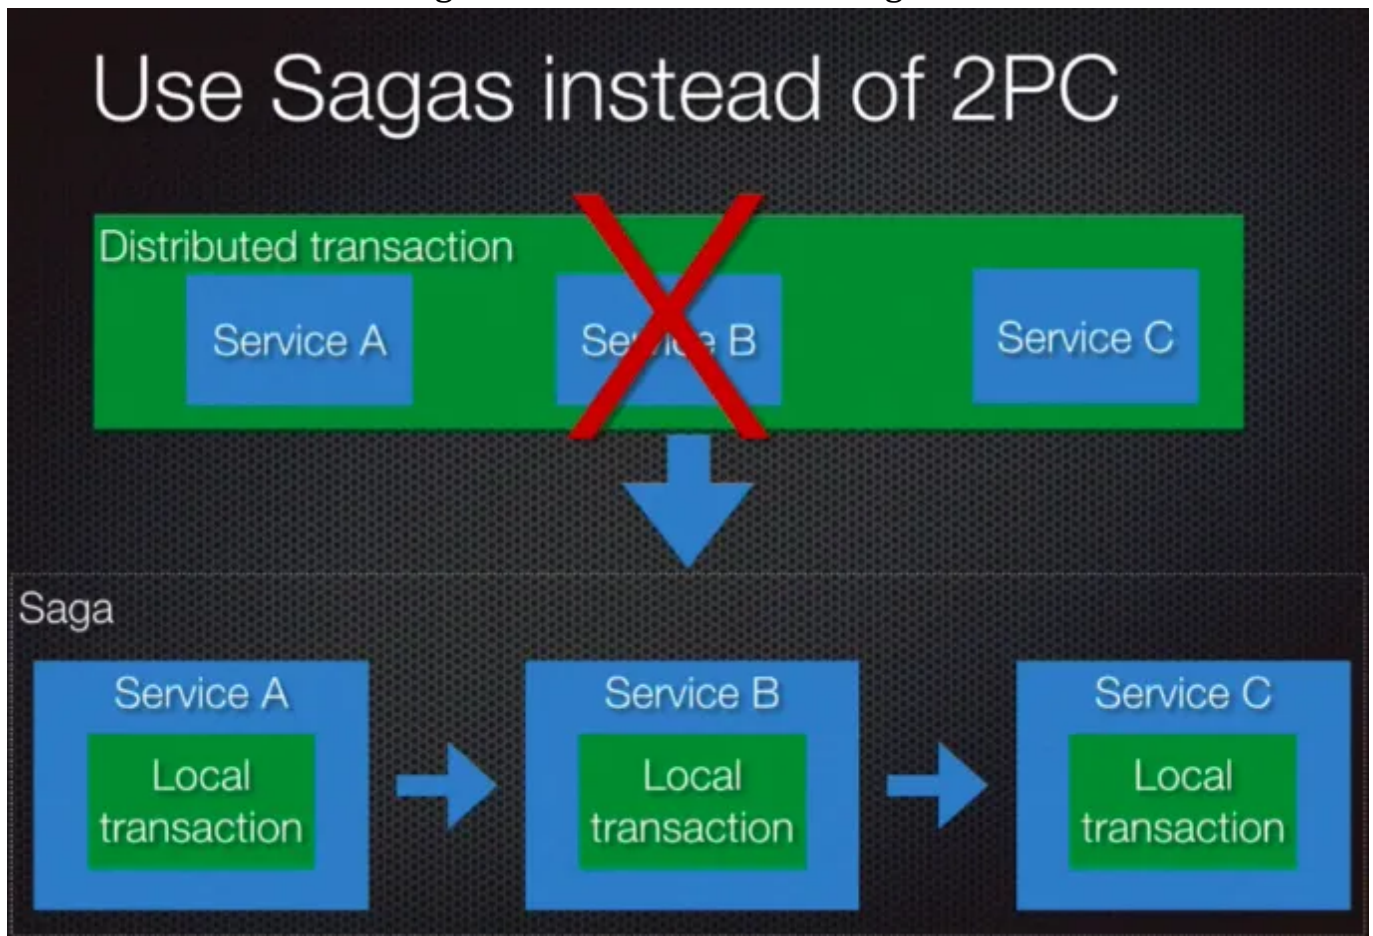 Use Sagas instead of 2PC
Distributed transaction
Service A
Service B
Service C
Saga
Service A
Local
transaction
Service B
Local
transaction
Service C
Local
transaction